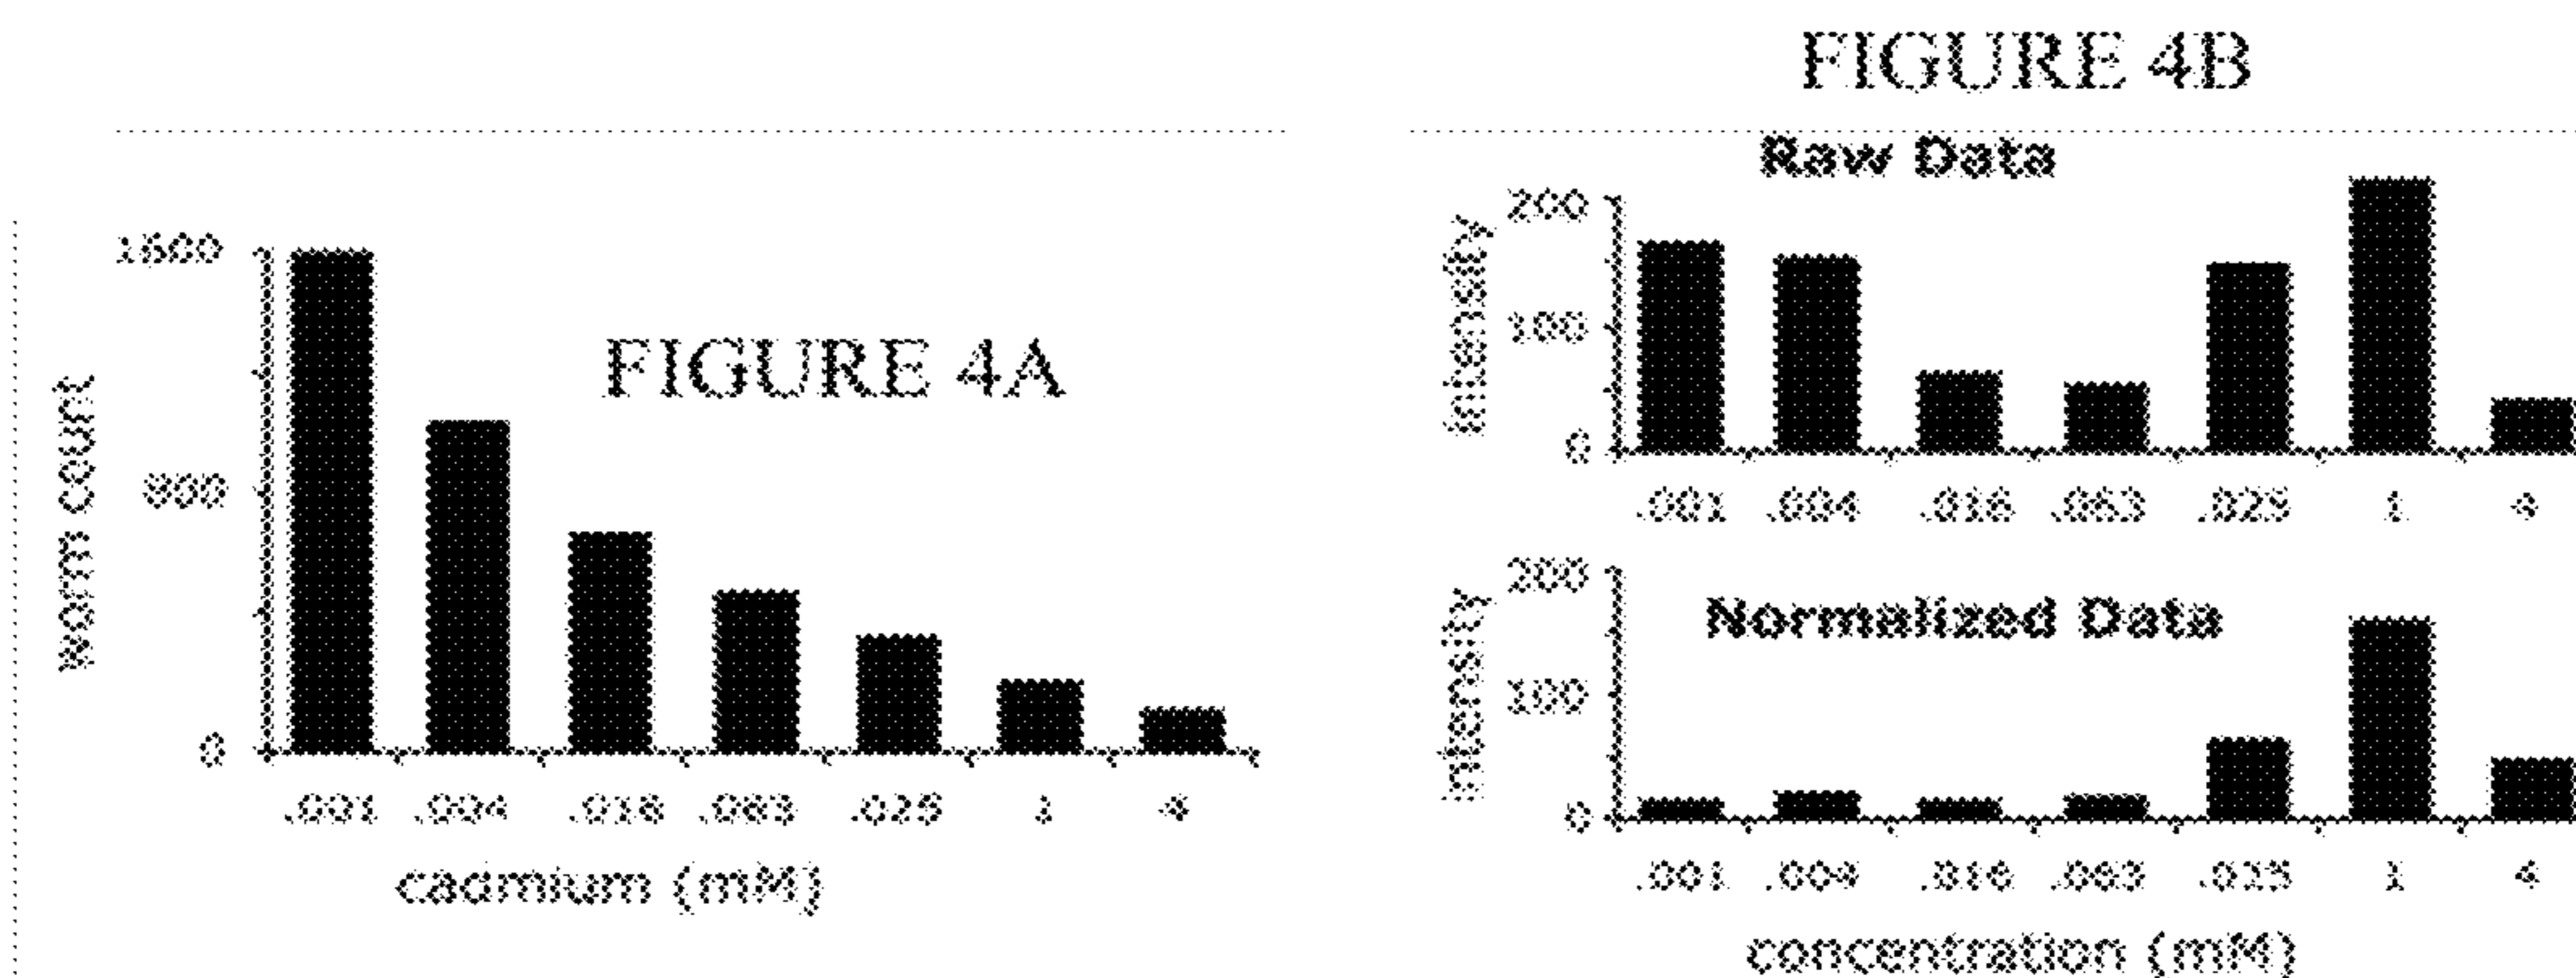 FIGURE 4A
worm count
1600
800
0
.001 .004 .016 .063 .025 1 4
cadmium (mM)
FIGURE 4B
Raw Data
intensity
200
100
0
.001 .004 .016 .063 .025 1 4
Normalized Data
intensity
200
100
0
.001 .004 .016 .063 1 4
concentration (mM)